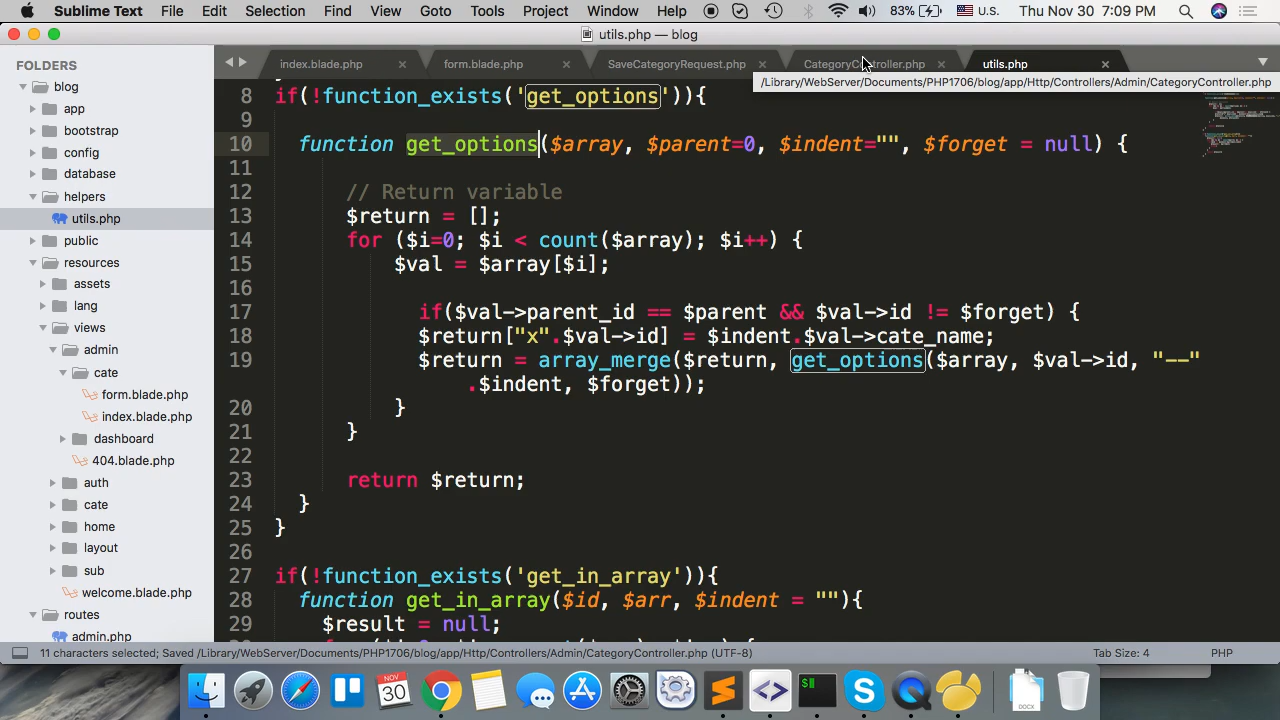 Sublime Text File Edit Selection Find View Goto Tools Project Window Help 83% U.S. Thu Nov 30 7:09 PM
utils.php — blog
index.blade.php form.blade.php SaveCategoryRequest.php CategoryController.php utils.php
/Library/WebServer/Documents/PHP1706/blog/app/Http/Controllers/Admin/CategoryController.php
FOLDERS
blog
app
bootstrap
config
database
helpers
utils.php
public
resources
assets
lang
views
admin
cate
form.blade.php
index.blade.php
dashboard
404.blade.php
auth
cate
home
layout
sub
welcome.blade.php
routes
admin.php
8 if(!function_exists('get_options')){
9
10 function get_options($array, $parent=0, $indent="", $forget = null) {
11
12 // Return variable
13 $return = [];
14 for ($i=0; $i < count($array); $i++) {
15 $val = $array[$i];
16
17 if($val->parent_id == $parent && $val->id != $forget) {
18 $return["x".$val->id] = $indent.$val->cate_name;
19 $return = array_merge($return, get_options($array, $val->id, "--"
.$indent, $forget));
20 }
21 }
22
23 return $return;
24 }
25 }
26
27 if(!function_exists('get_in_array')){
28 function get_in_array($id, $arr, $indent = ""){
29 $result = null;
11 characters selected; Saved /Library/WebServer/Documents/PHP1706/blog/app/Http/Controllers/Admin/CategoryController.php (UTF-8) Tab Size: 4 PHP
NOV
30
DOCX